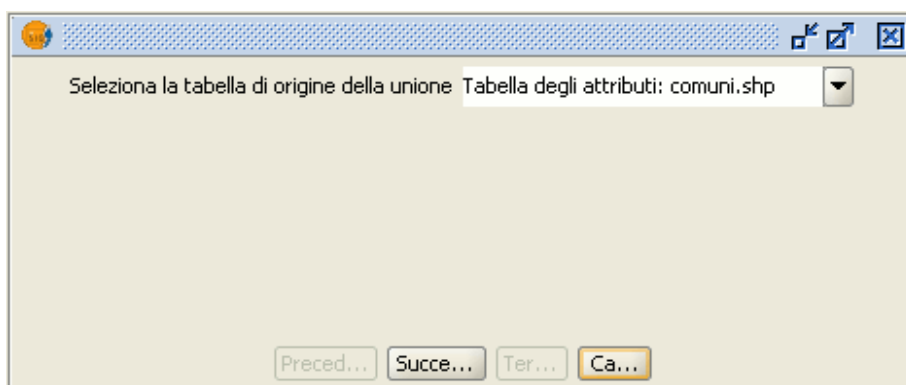 Seleziona la tabella di origine della unione Tabella degli attributi: comuni.shp
Preced... Succe... Ter... Ca...